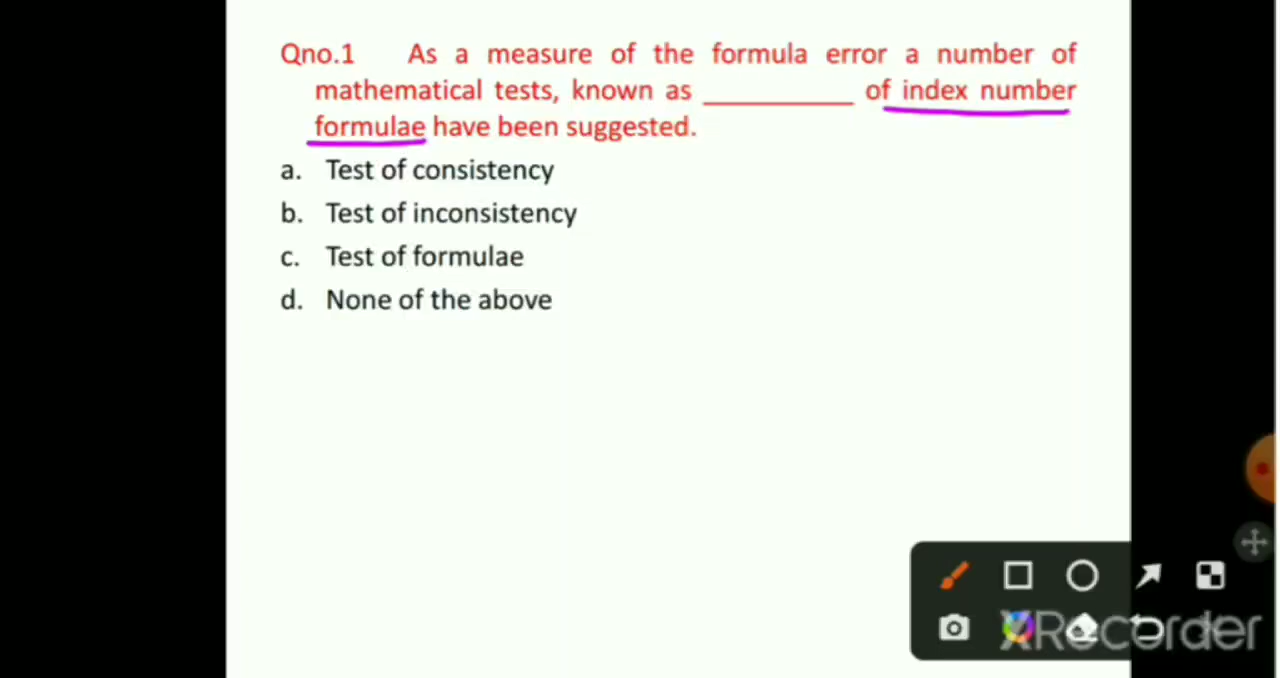 Qno.1 As a measure of the formula error a number of
mathematical tests, known as __________ of index number
formulae have been suggested.
a. Test of consistency
b. Test of inconsistency
c. Test of formulae
d. None of the above
XRecorder